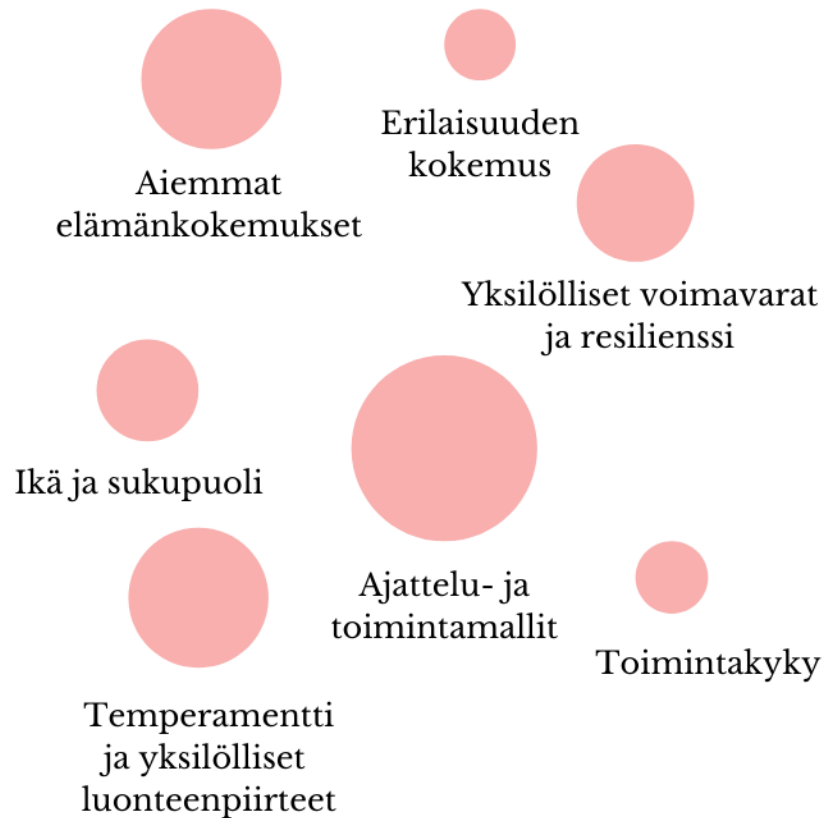 Erilaisuuden
kokemus
Aiemmat
elämänkokemukset
Yksilölliset voimavarat
ja resilienssi
Ikä ja sukupuoli
Ajattelu- ja
toimintamallit
Toimintakyky
Temperamentti
ja yksilölliset
luonteenpiirteet